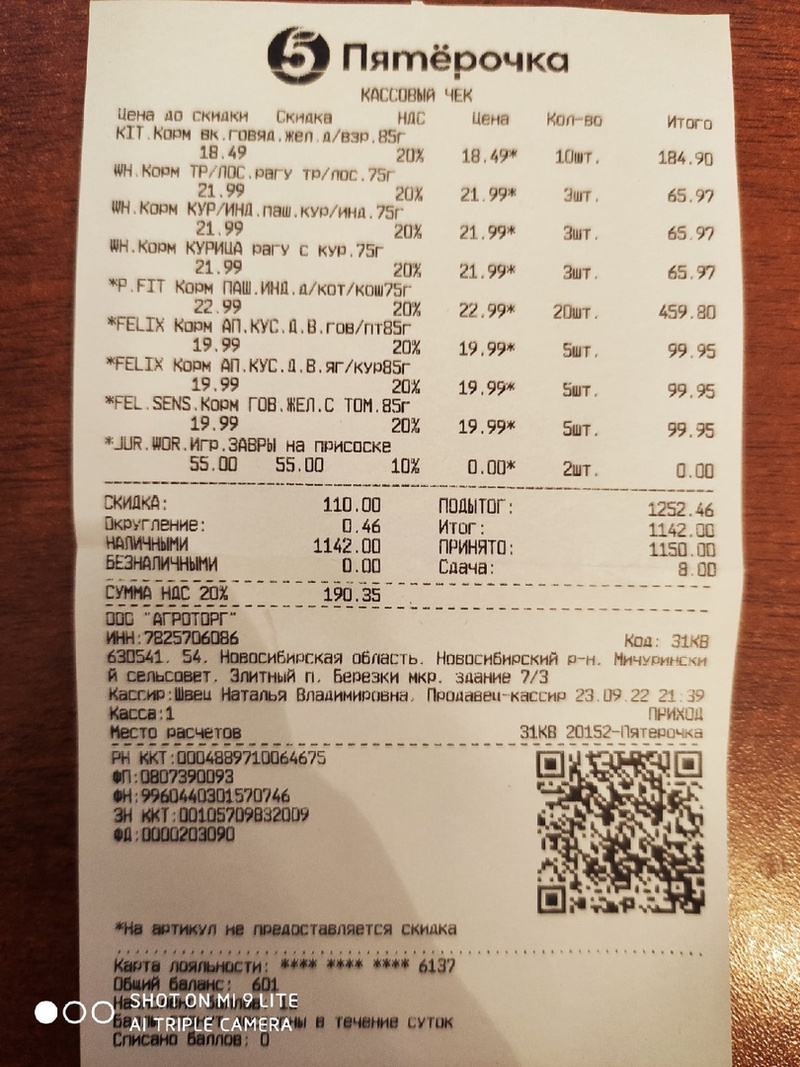 5 Пятёрочка
КАССОВЫЙ ЧЕК
Цена до скидки Скидка НДС Цена Кол-во Итого
KIT.Корм вк.говяд.жел.д/взр.85г
18.49 20% 18.49* 10шт. 184.90
WH.Корм ТР/ЛОС.рагу тр/лос.75г
21.99 20% 21.99* 3шт. 65.97
WH.Корм КУР/ИНД.паш.кур/инд.75г
21.99 20% 21.99* 3шт. 65.97
WH.Корм КУРИЦА рагу с кур.75г
21.99 20% 21.99* 3шт. 65.97
*P.FIT Корм ПАШ.ИНД.д/кот/кош75г
22.99 20% 22.99* 20шт. 459.80
*FELIX Корм АП.КУС.Д.В.гов/пт85г
19.99 20% 19.99* 5шт. 99.95
*FELIX Корм АП.КУС.Д.В.яг/кур85г
19.99 20% 19.99* 5шт. 99.95
*FEL.SENS.Корм ГОВ.ЖЕЛ.С ТОМ.85г
19.99 20% 19.99* 5шт. 99.95
*JUR.WOR.Игр.ЗАВРЫ на присоске
55.00 55.00 10% 0.00* 2шт. 0.00
СКИДКА: 110.00 ПОДЫТОГ: 1252.46
Округление: 0.46 Итог: 1142.00
НАЛИЧНЫМИ 1142.00 ПРИНЯТО: 1150.00
БЕЗНАЛИЧНЫМИ 0.00 Сдача: 8.00
СУММА НДС 20% 190.35
ООО "АГРОТОРГ"
ИНН:7825706086 Код: 31КВ
630541, 54, Новосибирская область, Новосибирский р-н, Мичурински
й сельсовет, Элитный п, Березки мкр, здание 7/3
Кассир:Швец Наталья Владимировна, Продавец-кассир 23.09.22 21:39
Касса:1 ПРИХОД
Место расчетов 31КВ 20152-Пятерочка
РН ККТ:0004889710064675
ФП:0807390093
ФН:9960440301570746
ЗН ККТ:00105709832009
ФД:0000203090
*На артикул не предоставляется скидка
Карта лояльности: **** **** **** 6137
Общий баланс: 601
SHOT ON MI 9 LITE
AI TRIPLE CAMERA
в течение суток
Списано баллов: 0